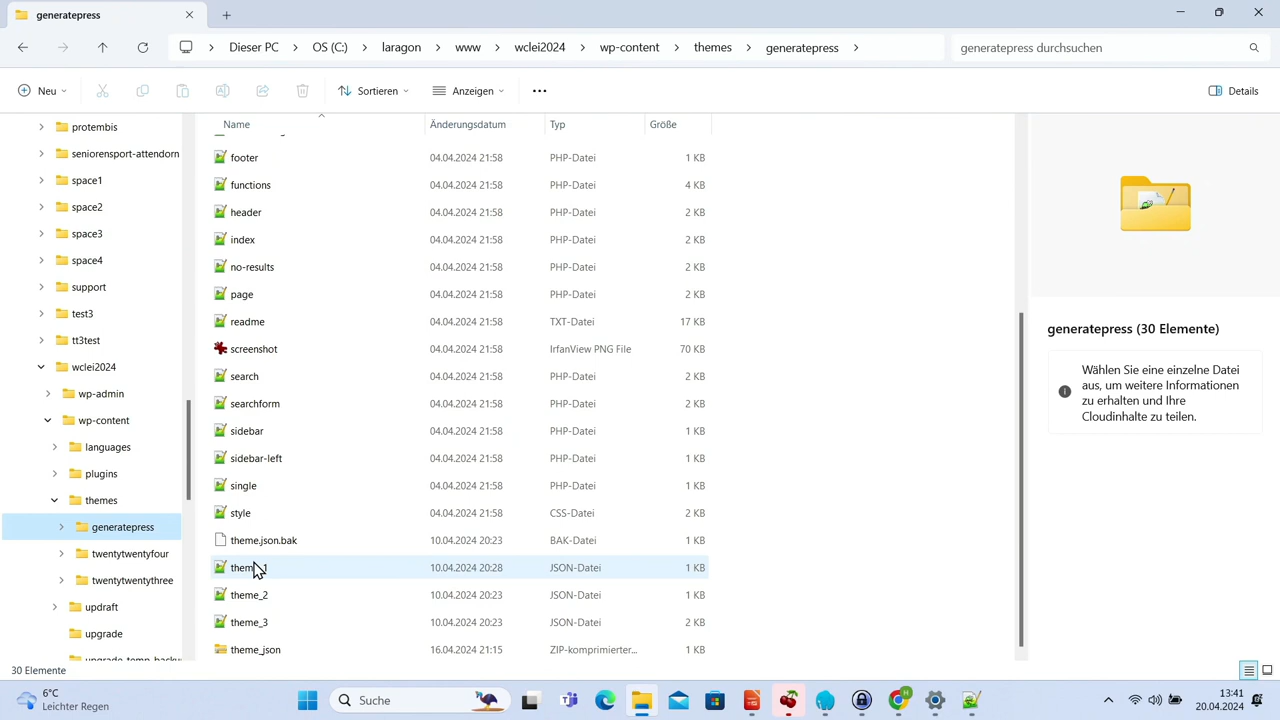 generatepress
Dieser PC > OS (C:) > laragon > www > wclei2024 > wp-content > themes > generatepress >
generatepress durchsuchen
Neu
Sortieren
Anzeigen
Details
protembis
seniorensport-attendorn
space1
space2
space3
space4
support
test3
tt3test
wclei2024
wp-admin
wp-content
languages
plugins
themes
generatepress
twentytwentyfour
twentytwentythree
updraft
upgrade
Name Änderungsdatum Typ Größe
footer 04.04.2024 21:58 PHP-Datei 1 KB
functions 04.04.2024 21:58 PHP-Datei 4 KB
header 04.04.2024 21:58 PHP-Datei 2 KB
index 04.04.2024 21:58 PHP-Datei 2 KB
no-results 04.04.2024 21:58 PHP-Datei 2 KB
page 04.04.2024 21:58 PHP-Datei 2 KB
readme 04.04.2024 21:58 TXT-Datei 17 KB
screenshot 04.04.2024 21:58 IrfanView PNG File 70 KB
search 04.04.2024 21:58 PHP-Datei 2 KB
searchform 04.04.2024 21:58 PHP-Datei 2 KB
sidebar 04.04.2024 21:58 PHP-Datei 1 KB
sidebar-left 04.04.2024 21:58 PHP-Datei 1 KB
single 04.04.2024 21:58 PHP-Datei 1 KB
style 04.04.2024 21:58 CSS-Datei 2 KB
theme.json.bak 10.04.2024 20:23 BAK-Datei 1 KB
10.04.2024 20:28 JSON-Datei 1 KB
theme_2 10.04.2024 20:23 JSON-Datei 1 KB
theme_3 10.04.2024 20:23 JSON-Datei 2 KB
theme_json 16.04.2024 21:15 ZIP-komprimierter... 1 KB
generatepress (30 Elemente)
Wählen Sie eine einzelne Datei
aus, um weitere Informationen
zu erhalten und Ihre
Cloudinhalte zu teilen.
30 Elemente
6°C
Leichter Regen
Suche
13:41
20.04.2024